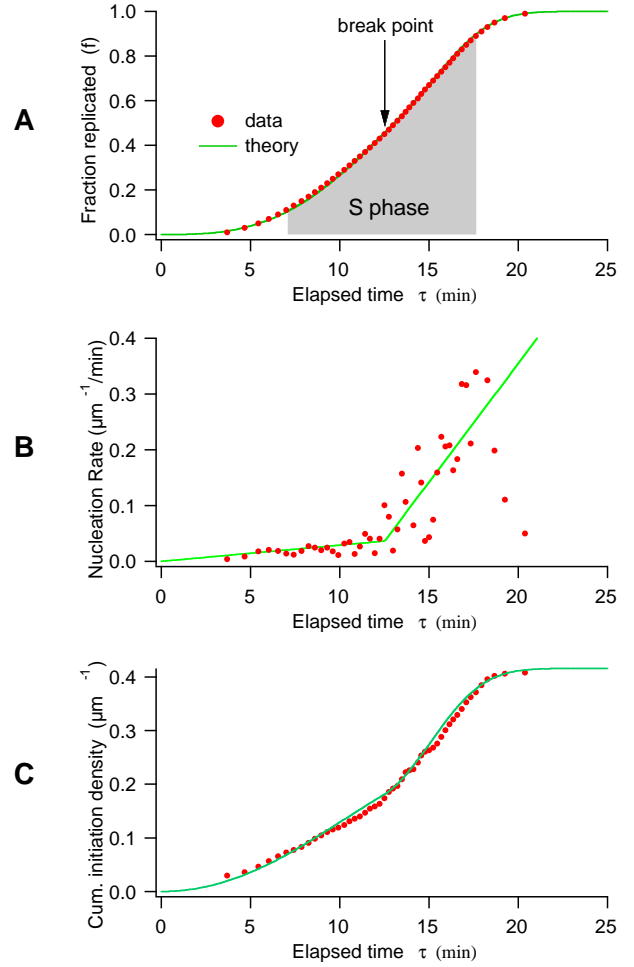 A
Fraction replicated (f)
1.0
0.8
0.6
0.4
0.2
0.0
break point
data
theory
S phase
0 5 10 15 20 25
Elapsed time τ (min)
B
Nucleation Rate (µm⁻¹/min)
0.4
0.3
0.2
0.1
0.0
0 5 10 15 20 25
Elapsed time τ (min)
C
Cum. initiation density (µm⁻¹)
0.4
0.3
0.2
0.1
0.0
0 5 10 15 20 25
Elapsed time τ (min)